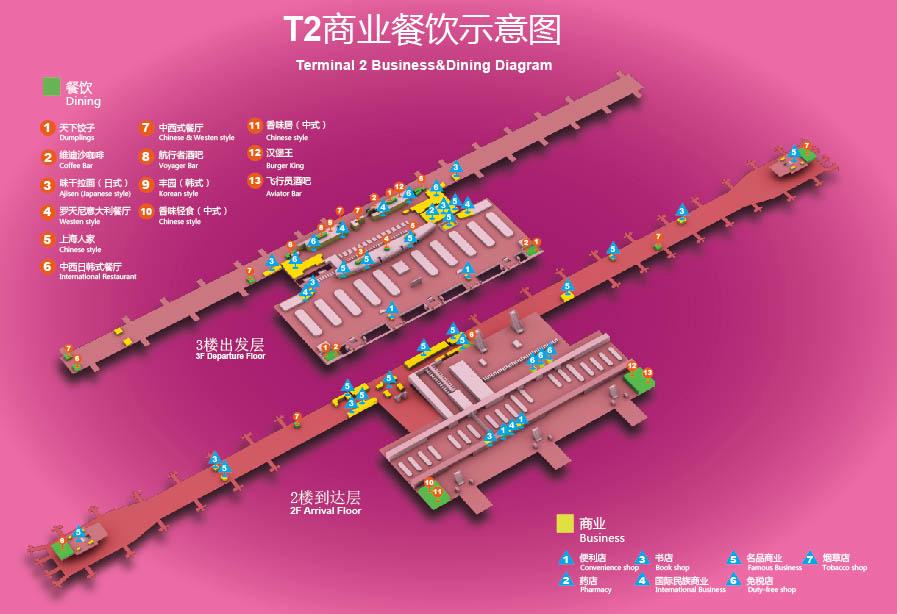 T2商业餐饮示意图
Terminal 2 Business&Dining Diagram
餐饮
Dining
1 天下饺子
Dumplings
2 维迪沙咖啡
Coffee Bar
3 味千拉面（日式）
Ajisen (Japanese style)
4 罗天尼意大利餐厅
Westen style
5 上海人家
Chinese style
6 中西日韩式餐厅
International Restaurant
7 中西式餐厅
Chinese & Westen style
8 航行者酒吧
Voyager Bar
9 丰园（韩式）
Korean style
10 香味轻食（中式）
Chinese style
11 香味居（中式）
Chinese style
12 汉堡王
Burger King
13 飞行员酒吧
Aviator Bar
3楼出发层
3F Departure Floor
2楼到达层
2F Arrival Floor
商业
Business
1 便利店
Convenience shop
2 药店
Pharmacy
3 书店
Book shop
4 国际民族商业
International Business
5 名品商业
Famous Business
6 免税店
Duty-free shop
7 烟草店
Tobacco shop